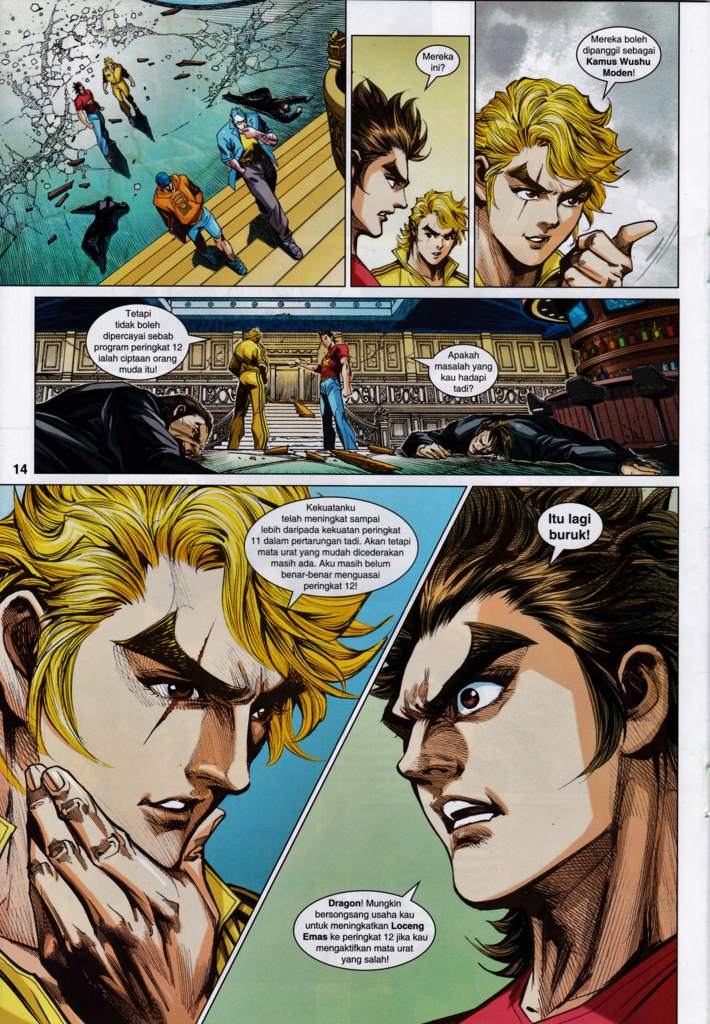 Mereka
ini?
Mereka boleh
dipanggil sebagai
Kamus Wushu
Moden!
Tetapi
tidak boleh
dipercayai sebab
program peringkat 12
ialah ciptaan orang
muda itu!
Apakah
masalah yang
kau hadapi
tadi?
14
Kekuatanku
telah meningkat sampai
lebih daripada kekuatan peringkat
11 dalam pertarungan tadi. Akan tetapi
mata urat yang mudah dicederakan
masih ada. Aku masih belum
benar-benar menguasai
peringkat 12!
Itu lagi
buruk!
Dragon! Mungkin
bersongsang usaha kau
untuk meningkatkan Loceng
Emas ke peringkat 12 jika kau
mengaktifkan mata urat
yang salah!